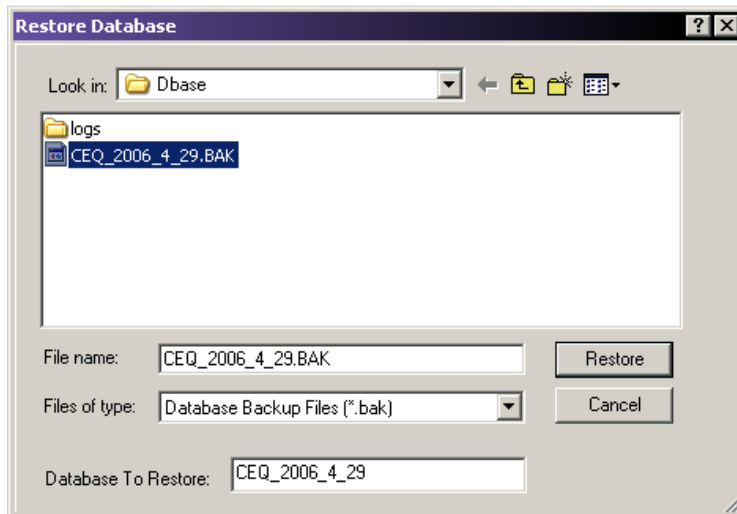 Restore Database
Look in: Dbase
logs
CEQ_2006_4_29.BAK
File name: CEQ_2006_4_29.BAK Restore
Files of type: Database Backup Files (*.bak) Cancel
Database To Restore: CEQ_2006_4_29